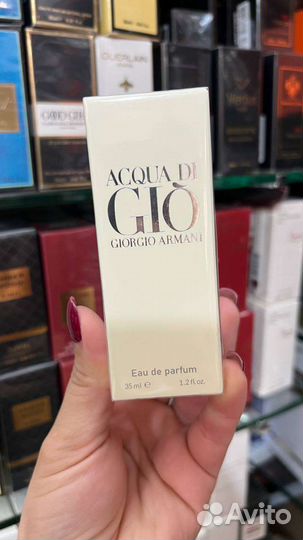 GUERLAIN
ACQUA DI
GIÒ
GIORGIO ARMANI
Eau de parfum
35 ml ℮ 1.2 fl.oz.
Avito